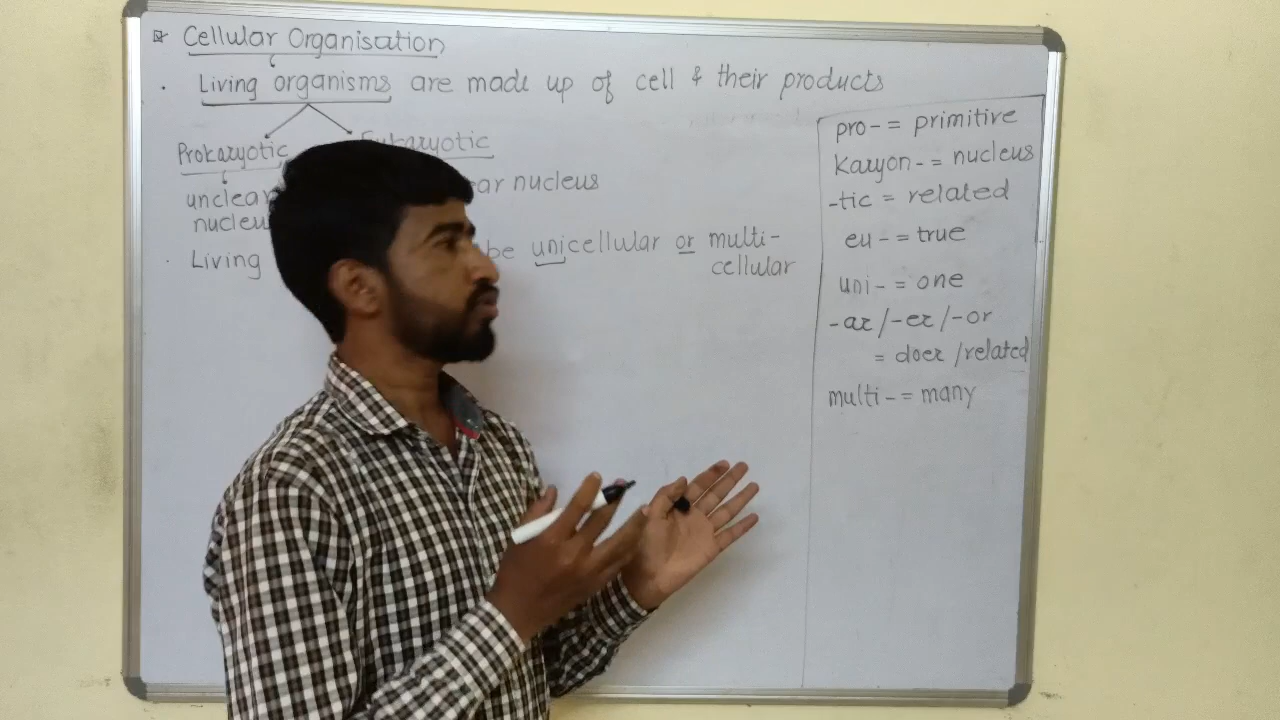 Cellular Organisation
. Living organisms are made up of cell & their products
Prokaryotic Eukaryotic
unclear nucleus
nucleu
. Living be unicellular or multi-
cellular
pro- = primitive
Karyon- = nucleus
-tic = related
eu- = true
uni- = one
-ar/-er/-or
= doer/related
multi- = many